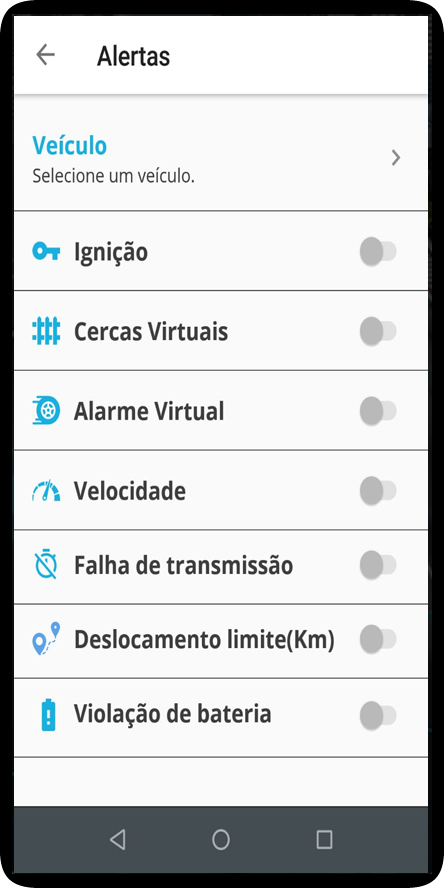 Alertas
Veículo
Selecione um veículo.
Ignição
Cercas Virtuais
Alarme Virtual
Velocidade
Falha de transmissão
Deslocamento limite(Km)
Violação de bateria